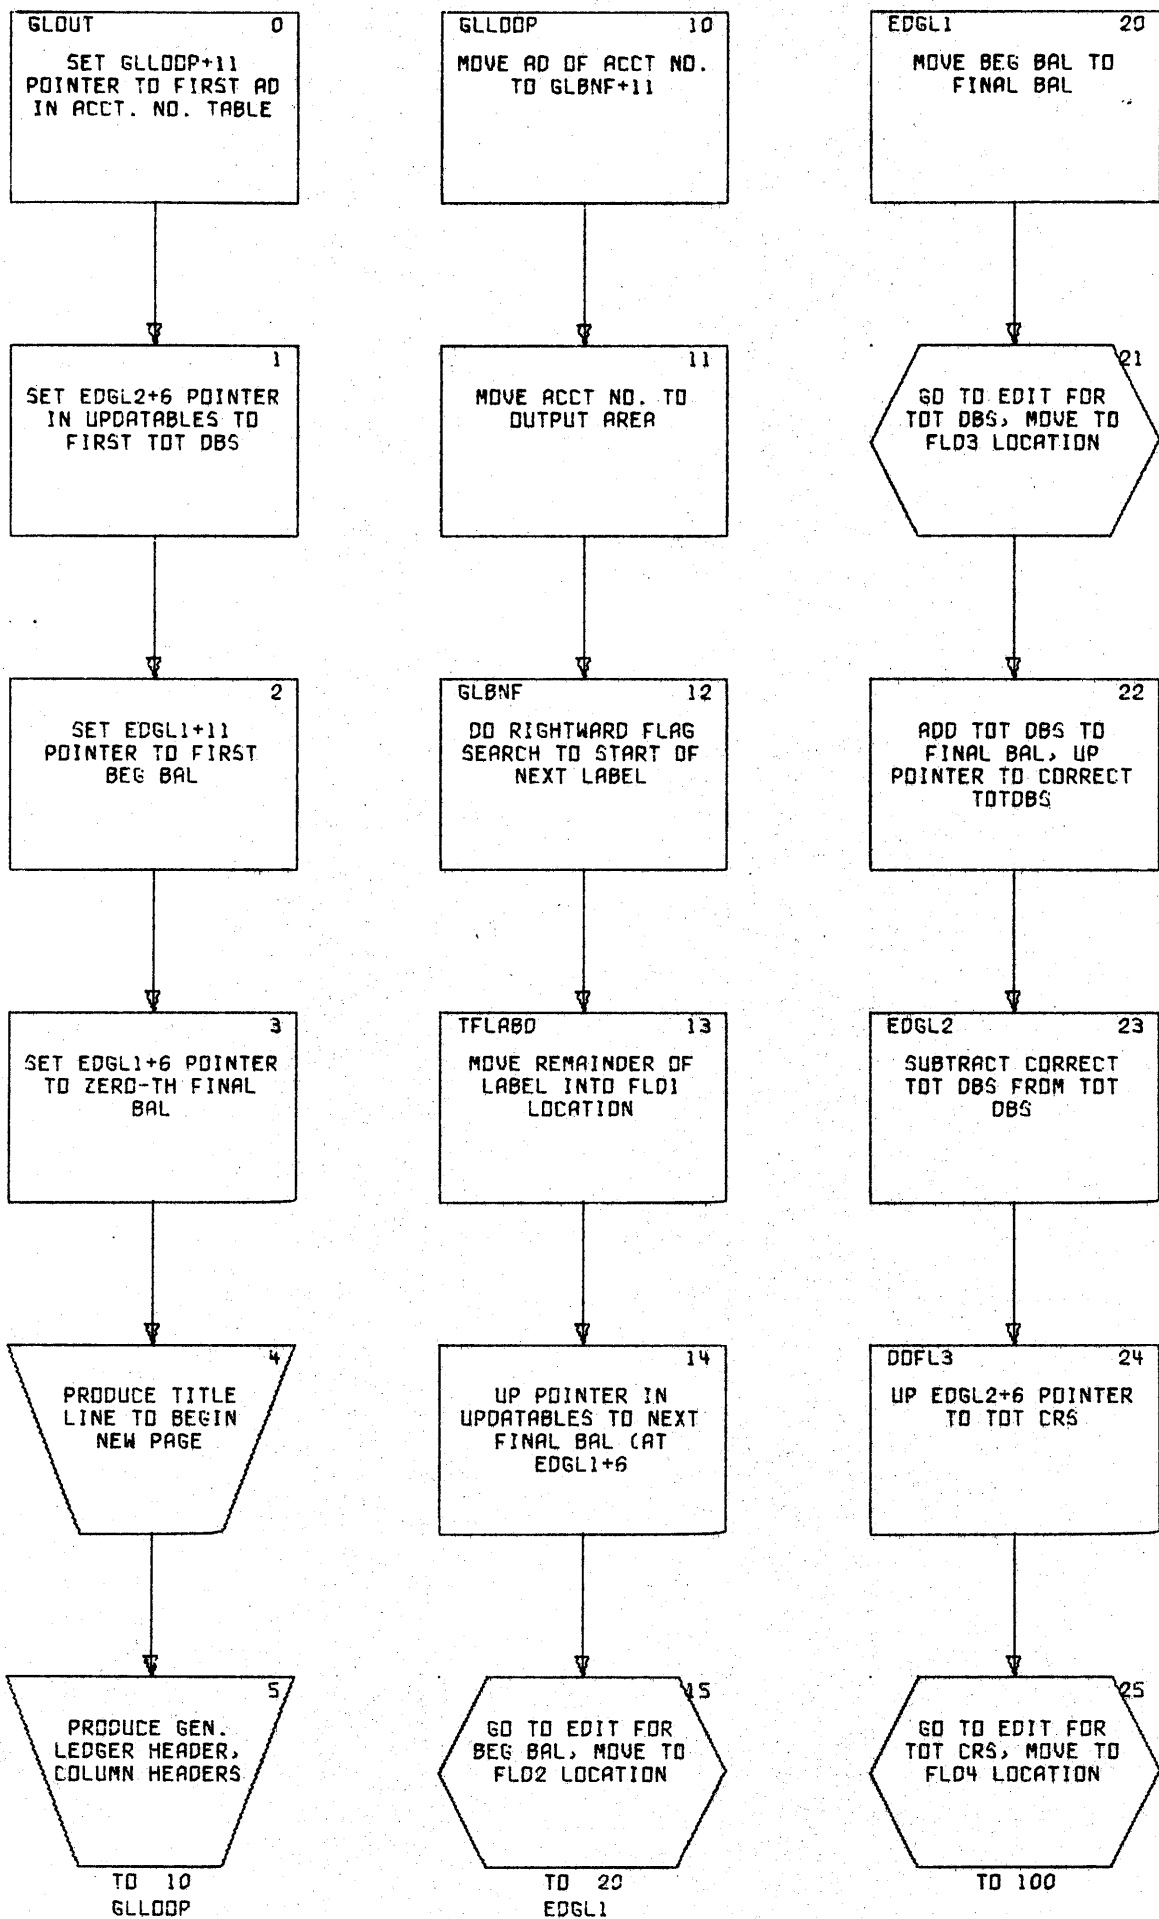 GLOUT 0
SET GLLOOP+11
POINTER TO FIRST AD
IN ACCT. NO. TABLE
1
SET EDGL2+6 POINTER
IN UPDATABLES TO
FIRST TOT DBS
2
SET EDGL1+11
POINTER TO FIRST
BEG BAL
3
SET EDGL1+6 POINTER
TO ZERO-TH FINAL
BAL
4
PRODUCE TITLE
LINE TO BEGIN
NEW PAGE
5
PRODUCE GEN.
LEDGER HEADER,
COLUMN HEADERS
TO 10
GLLOOP
GLLOOP 10
MOVE AD OF ACCT NO.
TO GLBNF+11
11
MOVE ACCT NO. TO
OUTPUT AREA
GLBNF 12
DO RIGHTWARD FLAG
SEARCH TO START OF
NEXT LABEL
TFLABD 13
MOVE REMAINDER OF
LABEL INTO FLD1
LOCATION
14
UP POINTER IN
UPDATABLES TO NEXT
FINAL BAL (AT
EDGL1+6
15
GO TO EDIT FOR
BEG BAL, MOVE TO
FLD2 LOCATION
TO 20
EDGL1
EDGL1 20
MOVE BEG BAL TO
FINAL BAL
21
GO TO EDIT FOR
TOT DBS, MOVE TO
FLD3 LOCATION
22
ADD TOT DBS TO
FINAL BAL, UP
POINTER TO CORRECT
TOTDBS
EDGL2 23
SUBTRACT CORRECT
TOT DBS FROM TOT
DBS
DOFL3 24
UP EDGL2+6 POINTER
TO TOT CRS
25
GO TO EDIT FOR
TOT CRS, MOVE TO
FLD4 LOCATION
TO 100